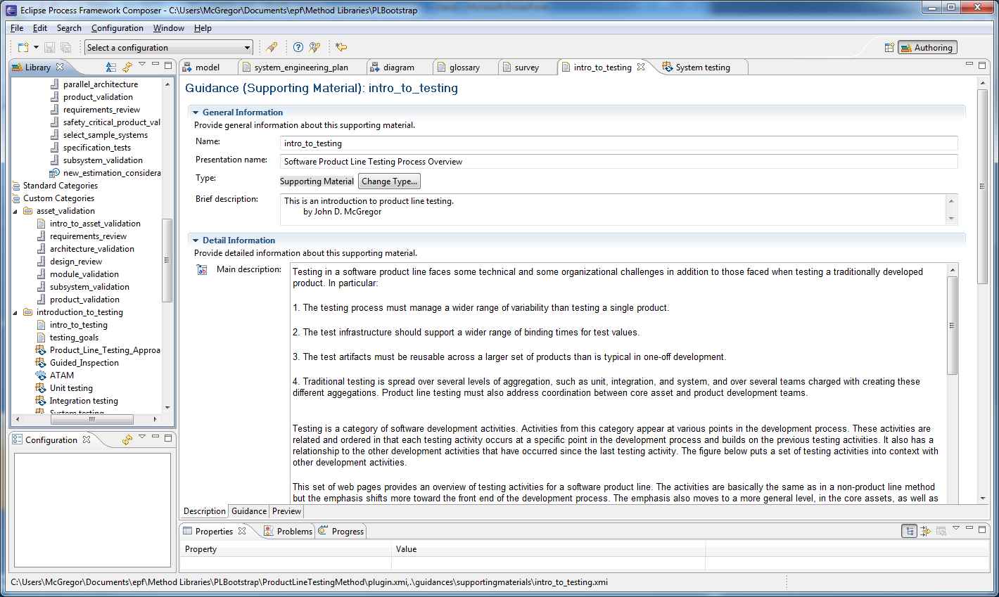 Eclipse Process Framework Composer - C:\Users\McGregor\Documents\epf\Method Libraries\PLBootstrap
File Edit Search Configuration Window Help
Select a configuration
Authoring
Library
parallel_architecture
product_validation
requirements_review
safety_critical_product_val
select_sample_systems
specification_tests
subsystem_validation
new_estimation_considera
Standard Categories
Custom Categories
asset_validation
intro_to_asset_validation
requirements_review
architecture_validation
design_review
module_validation
subsystem_validation
product_validation
introduction_to_testing
intro_to_testing
testing_goals
Product_Line_Testing_Approa
Guided_Inspection
ATAM
Unit testing
Integration testing
System testing
Configuration
model system_engineering_plan diagram glossary survey intro_to_testing System testing
Guidance (Supporting Material): intro_to_testing
General Information
Provide general information about this supporting material.
Name: intro_to_testing
Presentation name: Software Product Line Testing Process Overview
Type: Supporting Material Change Type...
Brief description: This is an introduction to product line testing.
by John D. McGregor
Detail Information
Provide detailed information about this supporting material.
Main description:
Testing in a software product line faces some technical and some organizational challenges in addition to those faced when testing a traditionally developed
product. In particular:
1. The testing process must manage a wider range of variability than testing a single product.
2. The test infrastructure should support a wider range of binding times for test values.
3. The test artifacts must be reusable across a larger set of products than is typical in one-off development.
4. Traditional testing is spread over several levels of aggregation, such as unit, integration, and system, and over several teams charged with creating these
different aggegations. Product line testing must also address coordination between core asset and product development teams.
Testing is a category of software development activities. Activities from this category appear at various points in the development process. These activities are
related and ordered in that each testing activity occurs at a specific point in the development process and builds on the previous testing activities. It also has a
relationship to the other development activities that have occurred since the last testing activity. The figure below puts a set of testing activities into context with
other development activities.
This set of web pages provides an overview of testing activities for a software product line. The activities are basically the same as in a non-product line method
but the emphasis shifts more toward the front end of the development process. The emphasis also moves to a more general level, in the core assets, as well as
Description Guidance Preview
Properties Problems Progress
Property Value
C:\Users\McGregor\Documents\epf\Method Libraries\PLBootstrap\ProductLineTestingMethod\plugin.xmi,.\guidances\supportingmaterials\intro_to_testing.xmi